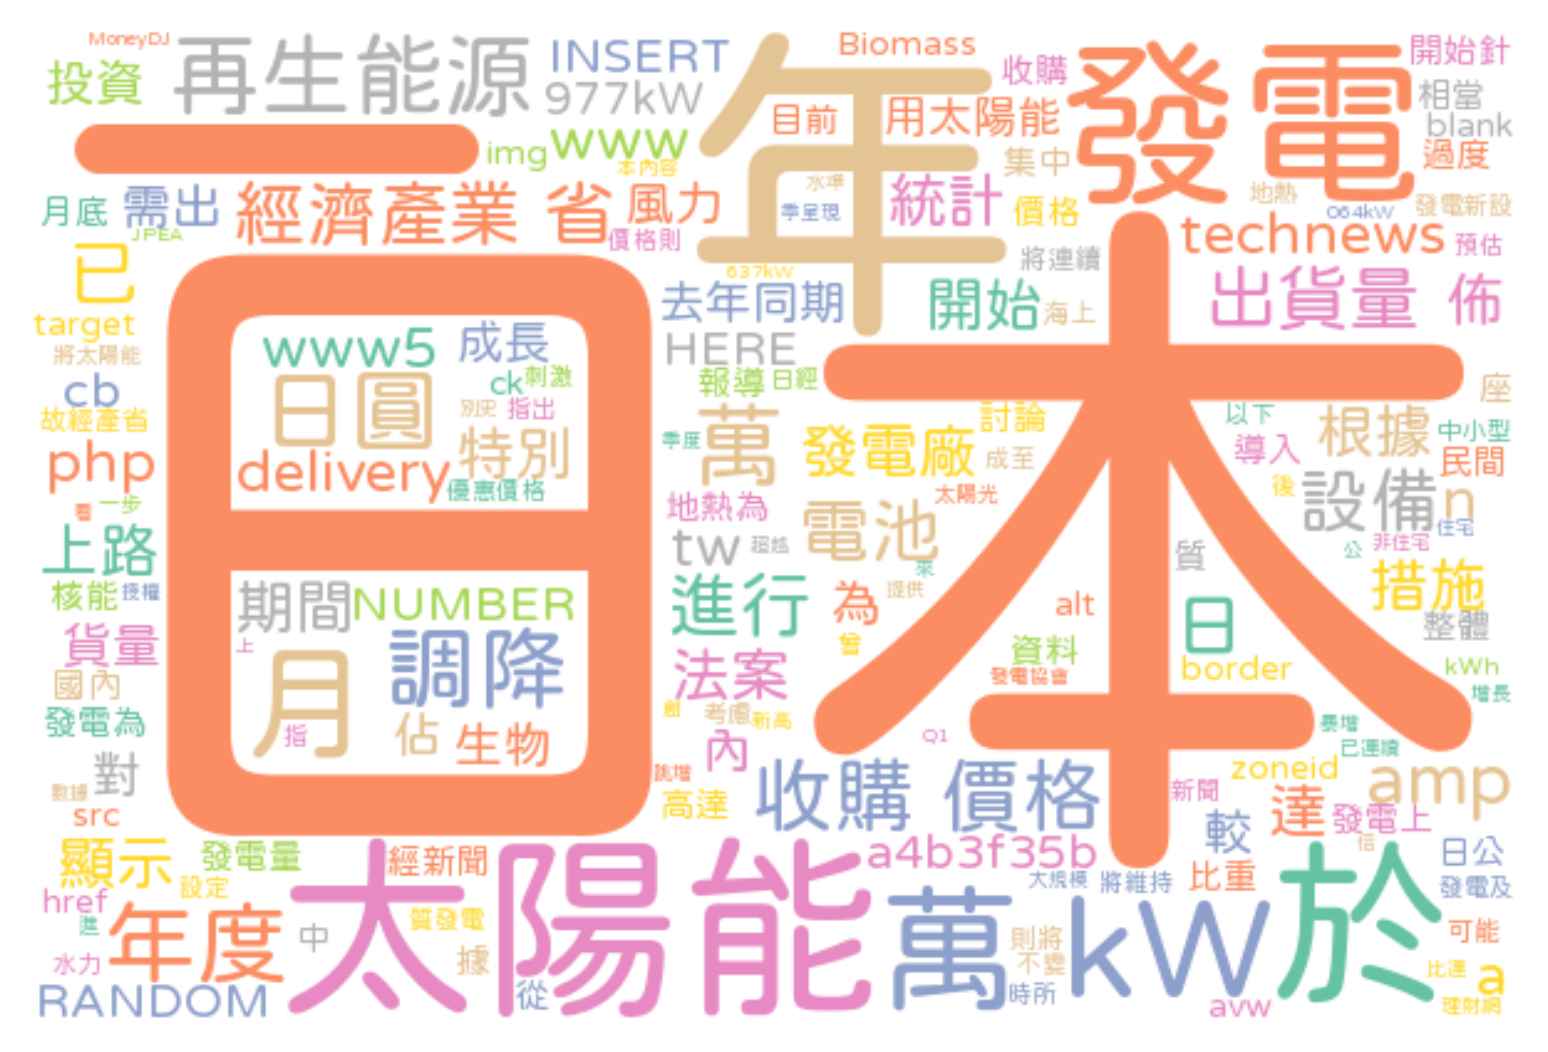 MoneyDJ
投資
再生能源
INSERT
977kW
年
Biomass
收購
發電
開始針
相當
blank
過度
目前
用太陽能
一
img
www
本內容
集中
水準
月底
需出
經濟產業 省
風力
價格則
季呈現
統計
價格
地熱
064kW
發電新設
JPEA
已
technews
預估
將連續
637kW
去年同期
開始
海上
出貨量 佈
target
將太陽能
cb
故經產省
php
一步
上路
核能
授權
貨量
國內
發電為
對
數據
src
日本
www5
成長
日圓
ck
刺激
別史
指出
特別
delivery
優惠價格
HERE
報導
日經
季度
萬
發電廠
討論
成至
太陽光
地熱為
電池
tw
超越
來
提供
進行
為
曾
法案
創
考慮
新高
內
跳增
高達
期間
NUMBER
上
調降
月
指
佔
生物
座
以下
導入
根據
中小型
民間
後
設備
n
住宅
非住宅
公
質
措施
整體
alt
日
資料
發電協會
border
kWh
增長
Q1
暴增
已連續
zoneid
amp
新聞
達
發電上
較
信
收購 價格
a4b3f35b
大規模
將維持
比重
日公
發電及
顯示
發電量
設定
經新聞
href
進
年度
中
水力
RANDOM
質發電
據
從
太陽能
萬
kW
則將
不變
時所
於
avw
可能
比達
a
理財網